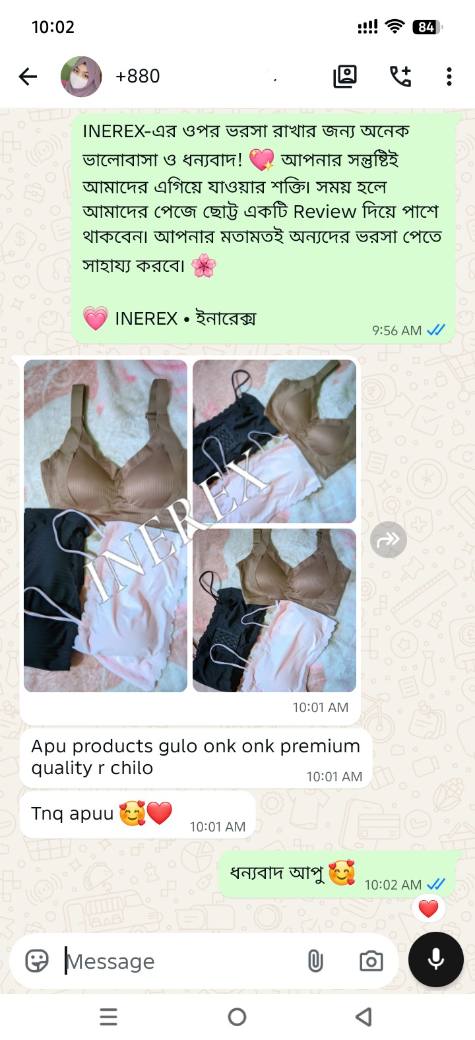 10:02
84
+880
INEREX-এর ওপর ভরসা রাখার জন্য অনেক
ভালোবাসা ও ধন্যবাদ! 💖 আপনার সন্তুষ্টিই
আমাদের এগিয়ে যাওয়ার শক্তি। সময় হলে
আমাদের পেজে ছোট্ট একটি Review দিয়ে পাশে
থাকবেন। আপনার মতামতই অন্যদের ভরসা পেতে
সাহায্য করবে। 🌸
💗 INEREX • ইনারেক্স
9:56 AM
INEREX
10:01 AM
Apu products gulo onk onk premium
quality r chilo
10:01 AM
Tnq apuu 🥰❤️
10:01 AM
ধন্যবাদ আপু 🥰
10:02 AM
Message